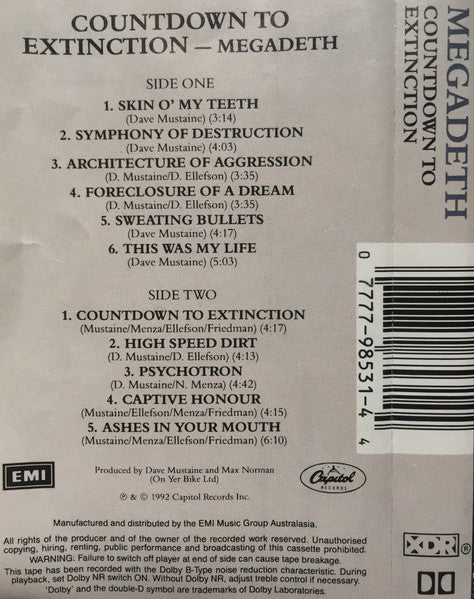 COUNTDOWN TO
EXTINCTION — MEGADETH
SIDE ONE
1. SKIN O' MY TEETH
(Dave Mustaine) (3:14)
2. SYMPHONY OF DESTRUCTION
(Dave Mustaine) (4:03)
3. ARCHITECTURE OF AGGRESSION
(D. Mustaine/D. Ellefson) (3:35)
4. FORECLOSURE OF A DREAM
(D. Mustaine/D. Ellefson) (3:35)
5. SWEATING BULLETS
(Dave Mustaine) (4:17)
6. THIS WAS MY LIFE
(Dave Mustaine) (5:03)
SIDE TWO
1. COUNTDOWN TO EXTINCTION
(Mustaine/Menza/Ellefson/Friedman) (4:17)
2. HIGH SPEED DIRT
(D. Mustaine/D. Ellefson) (4:13)
3. PSYCHOTRON
(D. Mustaine/N. Menza) (4:42)
4. CAPTIVE HONOUR
(Mustaine/Ellefson/Menza/Friedman) (4:15)
5. ASHES IN YOUR MOUTH
(Mustaine/Menza/Ellefson/Friedman) (6:10)
EMI
Produced by Dave Mustaine and Max Norman
(On Yer Bike Ltd)
℗ & © 1992 Capitol Records Inc.
Capitol
RECORDS
Manufactured and distributed by the EMI Music Group Australasia.
All rights of the producer and of the owner of the recorded work reserved. Unauthorised
copying, hiring, renting, public performance and broadcasting of this cassette prohibited.
WARNING: Failure to switch off player at end of side can cause tape breakage.
This tape has been recorded with the Dolby B-Type noise reduction characteristic. During
playback, set Dolby NR switch ON. Without Dolby NR, adjust treble control if necessary.
'Dolby' and the double-D symbol are trademarks of Dolby Laboratories.
MEGADETH
COUNTDOWN TO
EXTINCTION
0 77777-98531-4 4
XDR®